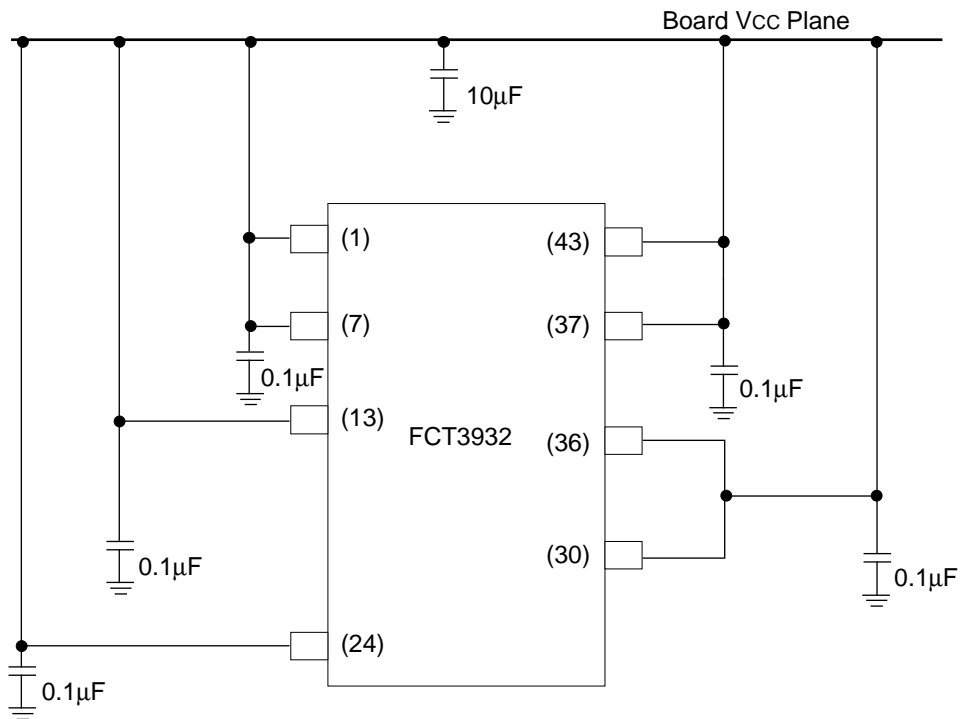 Board VCC Plane
10µF
(1)
(43)
(7)
(37)
0.1µF
0.1µF
(13)
FCT3932
(36)
(30)
0.1µF
0.1µF
(24)
0.1µF